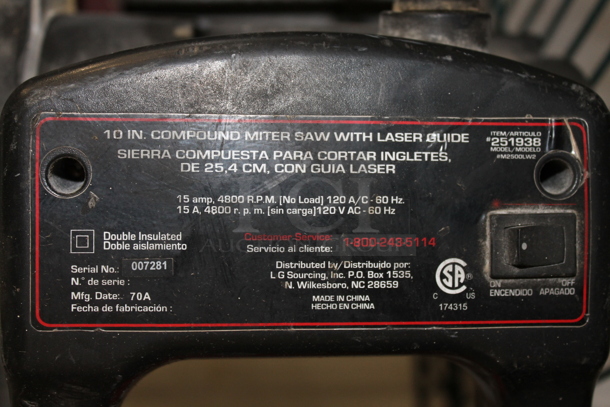 10 IN. COMPOUND MITER SAW WITH LASER GUIDE
SIERRA COMPUESTA PARA CORTAR INGLETES,
DE 25,4 CM, CON GUIA LASER
ITEM/ARTICULO
#251938
MODEL/MODELO
#M2500LW2
15 amp, 4800 R.P.M. [No Load] 120 A/C - 60 Hz.
15 A, 4800 r. p. m. [sin carga]120 V AC - 60 Hz
Double Insulated
Doble aislamiento
Customer Service:
Servicio al cliente:
1-800-243-5114
Serial No.: 007281
N.° de serie :
Mfg. Date: 70A
Fecha de fabricación :
Distributed by/Distribuido por:
L G Sourcing, Inc. P.O. Box 1535,
N. Wilkesboro, NC 28659
MADE IN CHINA
HECHO EN CHINA
C US
174315
ON OFF
ENCENDIDO APAGADO